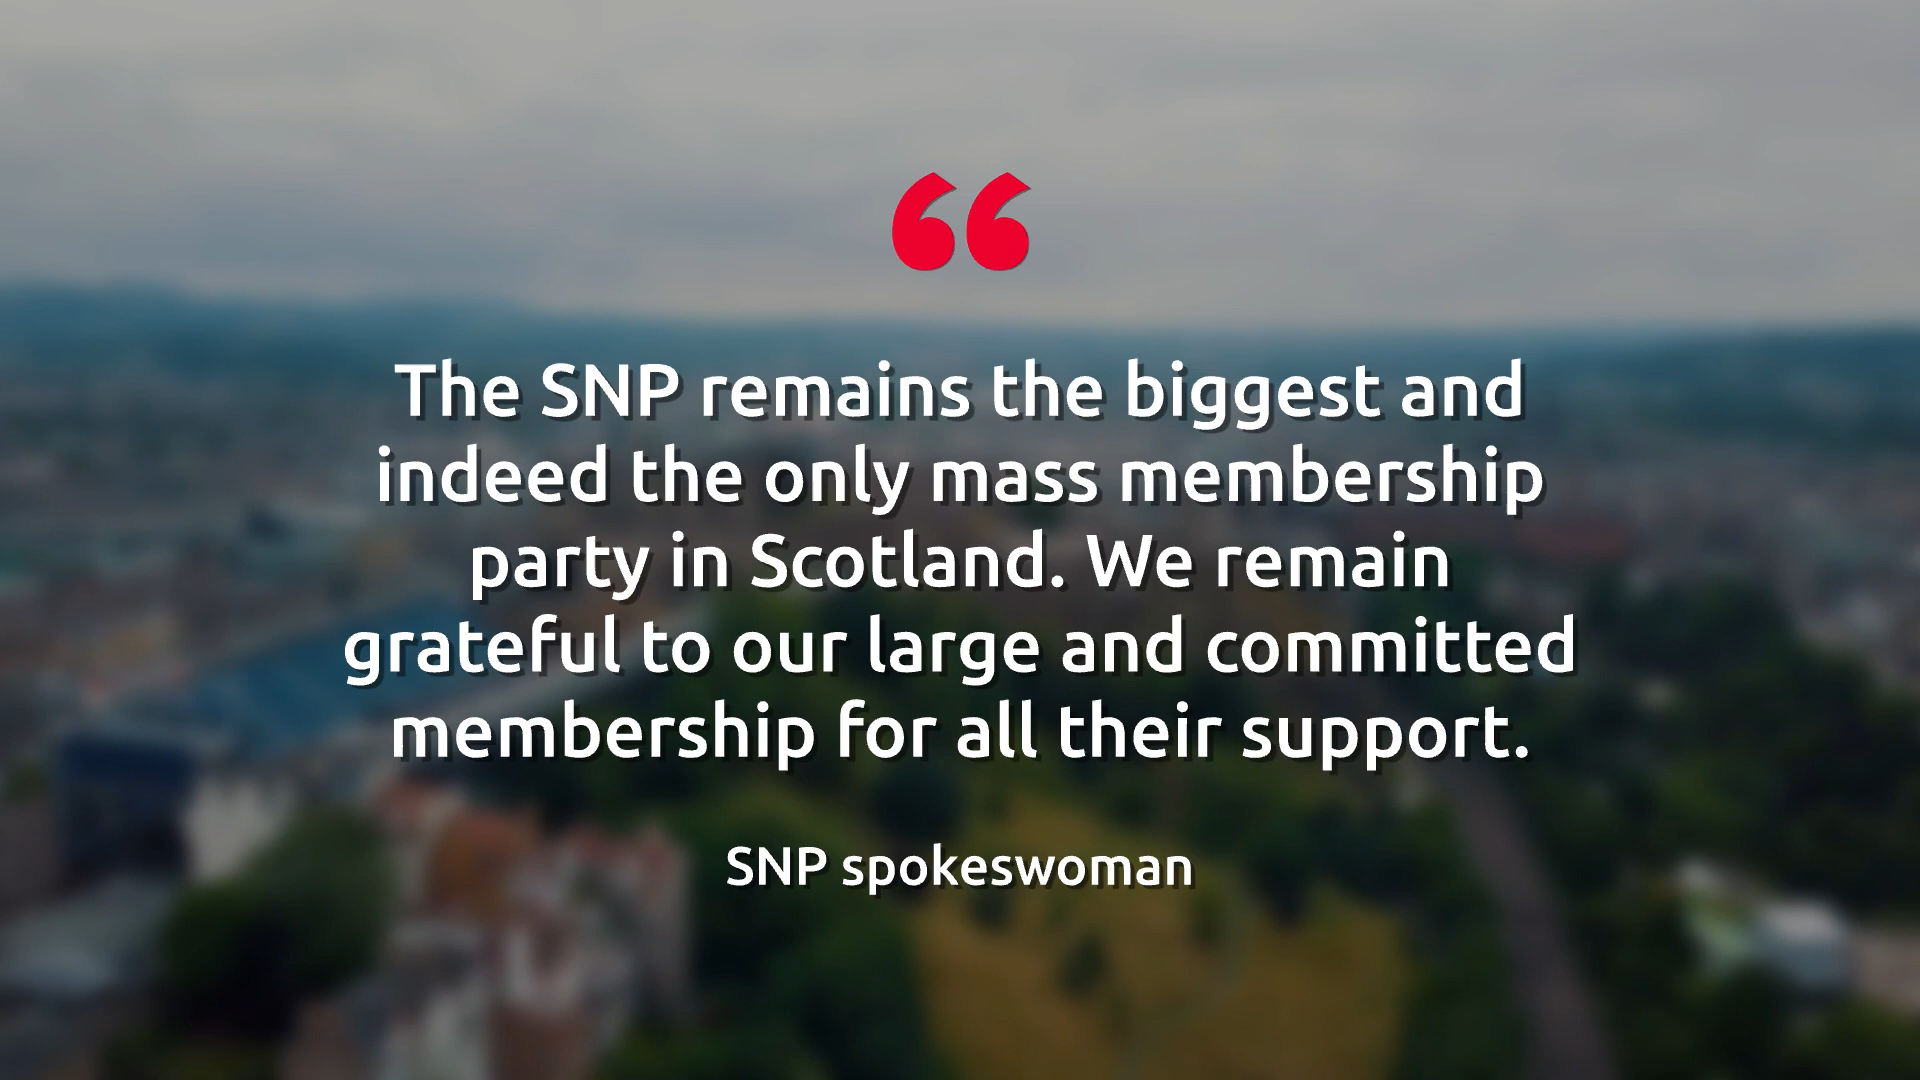 “
The SNP remains the biggest and
indeed the only mass membership
party in Scotland. We remain
grateful to our large and committed
membership for all their support.
SNP spokeswoman